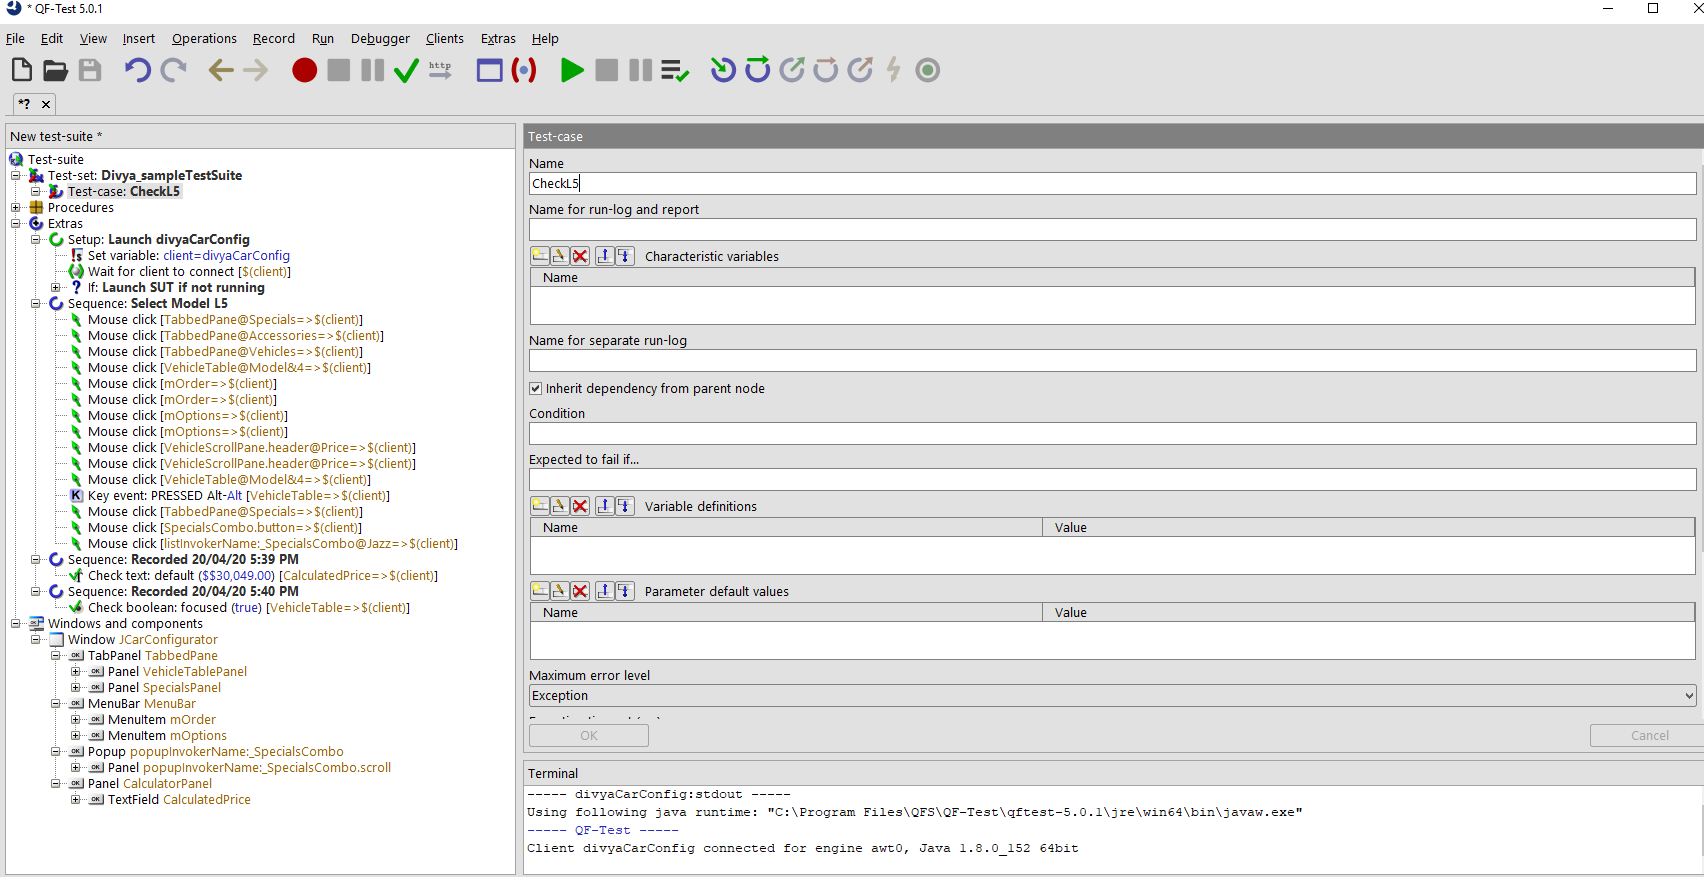 * QF-Test 5.0.1
File Edit View Insert Operations Record Run Debugger Clients Extras Help
http
*?
New test-suite *
Test-suite
Test-set: Divya_sampleTestSuite
Test-case: CheckL5
Procedures
Extras
Setup: Launch divyaCarConfig
Set variable: client=divyaCarConfig
Wait for client to connect [$(client)]
If: Launch SUT if not running
Sequence: Select Model L5
Mouse click [TabbedPane@Specials=>$(client)]
Mouse click [TabbedPane@Accessories=>$(client)]
Mouse click [TabbedPane@Vehicles=>$(client)]
Mouse click [VehicleTable@Model&4=>$(client)]
Mouse click [mOrder=>$(client)]
Mouse click [mOrder=>$(client)]
Mouse click [mOptions=>$(client)]
Mouse click [mOptions=>$(client)]
Mouse click [VehicleScrollPane.header@Price=>$(client)]
Mouse click [VehicleScrollPane.header@Price=>$(client)]
Mouse click [VehicleTable@Model&4=>$(client)]
Key event: PRESSED Alt-Alt [VehicleTable=>$(client)]
Mouse click [TabbedPane@Specials=>$(client)]
Mouse click [SpecialsCombo.button=>$(client)]
Mouse click [listInvokerName:_SpecialsCombo@Jazz=>$(client)]
Sequence: Recorded 20/04/20 5:39 PM
Check text: default ($$30,049.00) [CalculatedPrice=>$(client)]
Sequence: Recorded 20/04/20 5:40 PM
Check boolean: focused (true) [VehicleTable=>$(client)]
Windows and components
Window JCarConfigurator
TabPanel TabbedPane
Panel VehicleTablePanel
Panel SpecialsPanel
MenuBar MenuBar
MenuItem mOrder
MenuItem mOptions
Popup popupInvokerName:_SpecialsCombo
Panel popupInvokerName:_SpecialsCombo.scroll
Panel CalculatorPanel
TextField CalculatedPrice
Test-case
Name
CheckL5
Name for run-log and report
Characteristic variables
Name
Name for separate run-log
Inherit dependency from parent node
Condition
Expected to fail if...
Variable definitions
Name Value
Parameter default values
Name Value
Maximum error level
Exception
OK Cancel
Terminal
----- divyaCarConfig:stdout -----
Using following java runtime: "C:\Program Files\QFS\QF-Test\qftest-5.0.1\jre\win64\bin\javaw.exe"
----- QF-Test -----
Client divyaCarConfig connected for engine awt0, Java 1.8.0_152 64bit